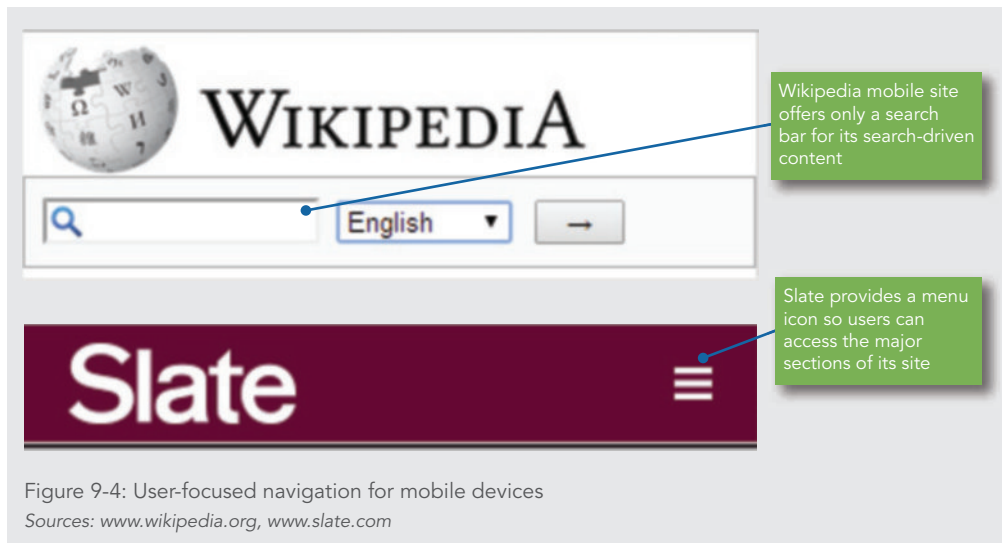 WIKIPEDIA
English
Wikipedia mobile site
offers only a search
bar for its search-driven
content
Slate
Slate provides a menu
icon so users can
access the major
sections of its site
Figure 9-4: User-focused navigation for mobile devices
Sources: www.wikipedia.org, www.slate.com